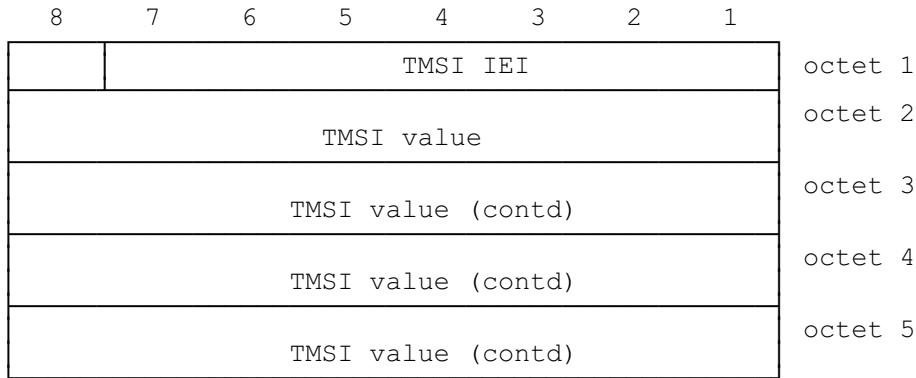 8 7 6 5 4 3 2 1
TMSI IEI octet 1
octet 2
TMSI value
octet 3
TMSI value (contd)
octet 4
TMSI value (contd)
octet 5
TMSI value (contd)